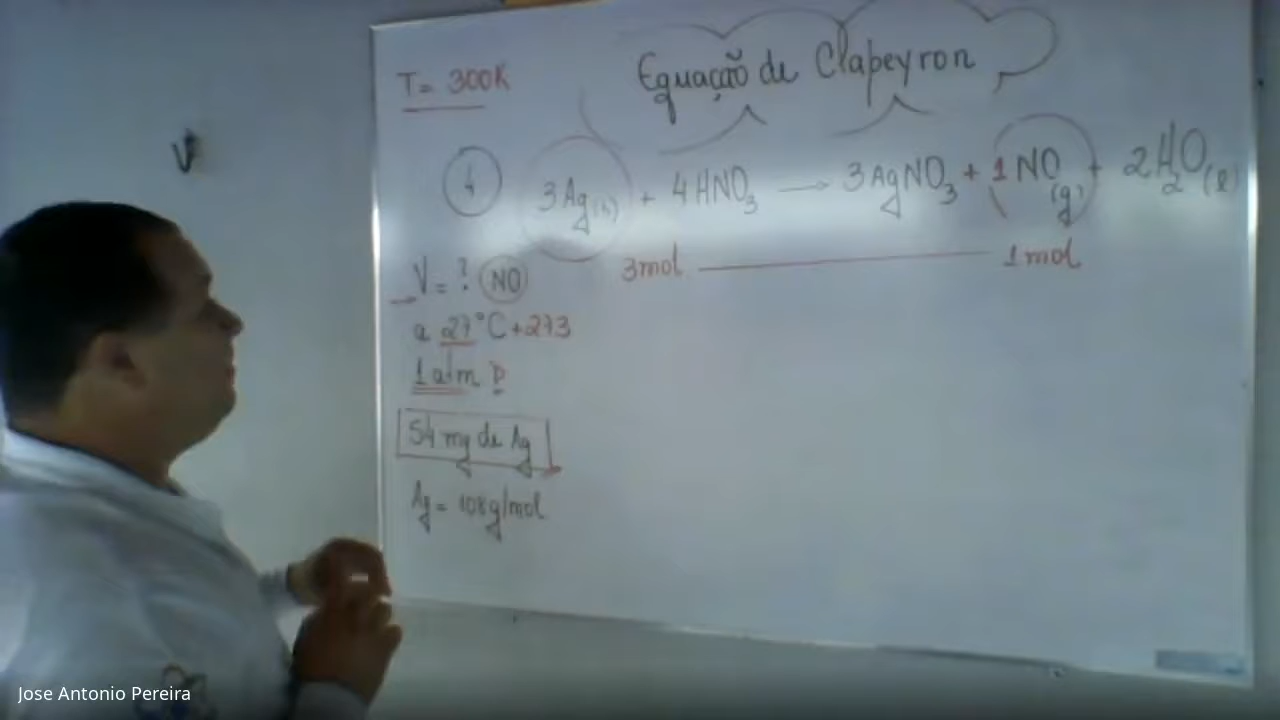 T= 300K
Equação de Clapeyron
V
4
3Ag(s) + 4HNO3 → 3AgNO3 + 1NO(g) + 2H2O(l)
3mol ——— 1mol
V= ? NO
a 27°C+273
1 atm P
54 mg de Ag
Ag = 108g/mol
Jose Antonio Pereira